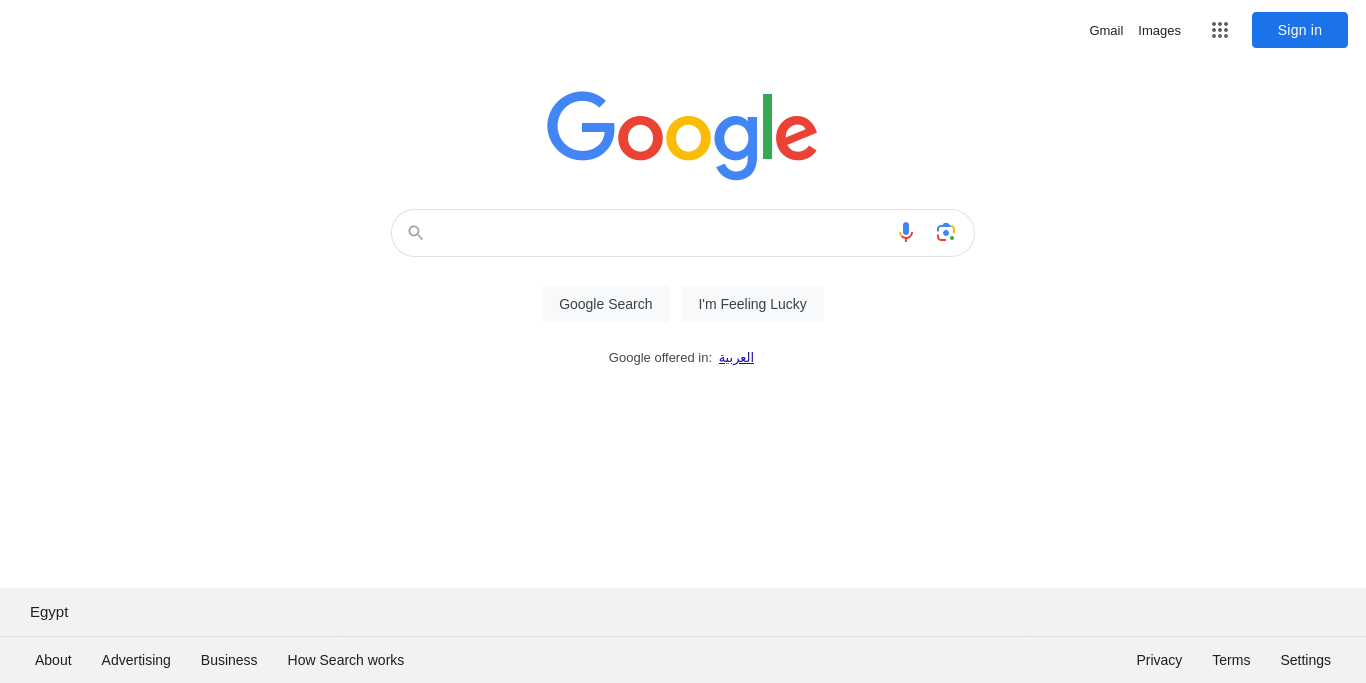 Gmail Images Sign in
Google
Google Search I'm Feeling Lucky
Google offered in: العربية
Egypt
About Advertising Business How Search works Privacy Terms Settings